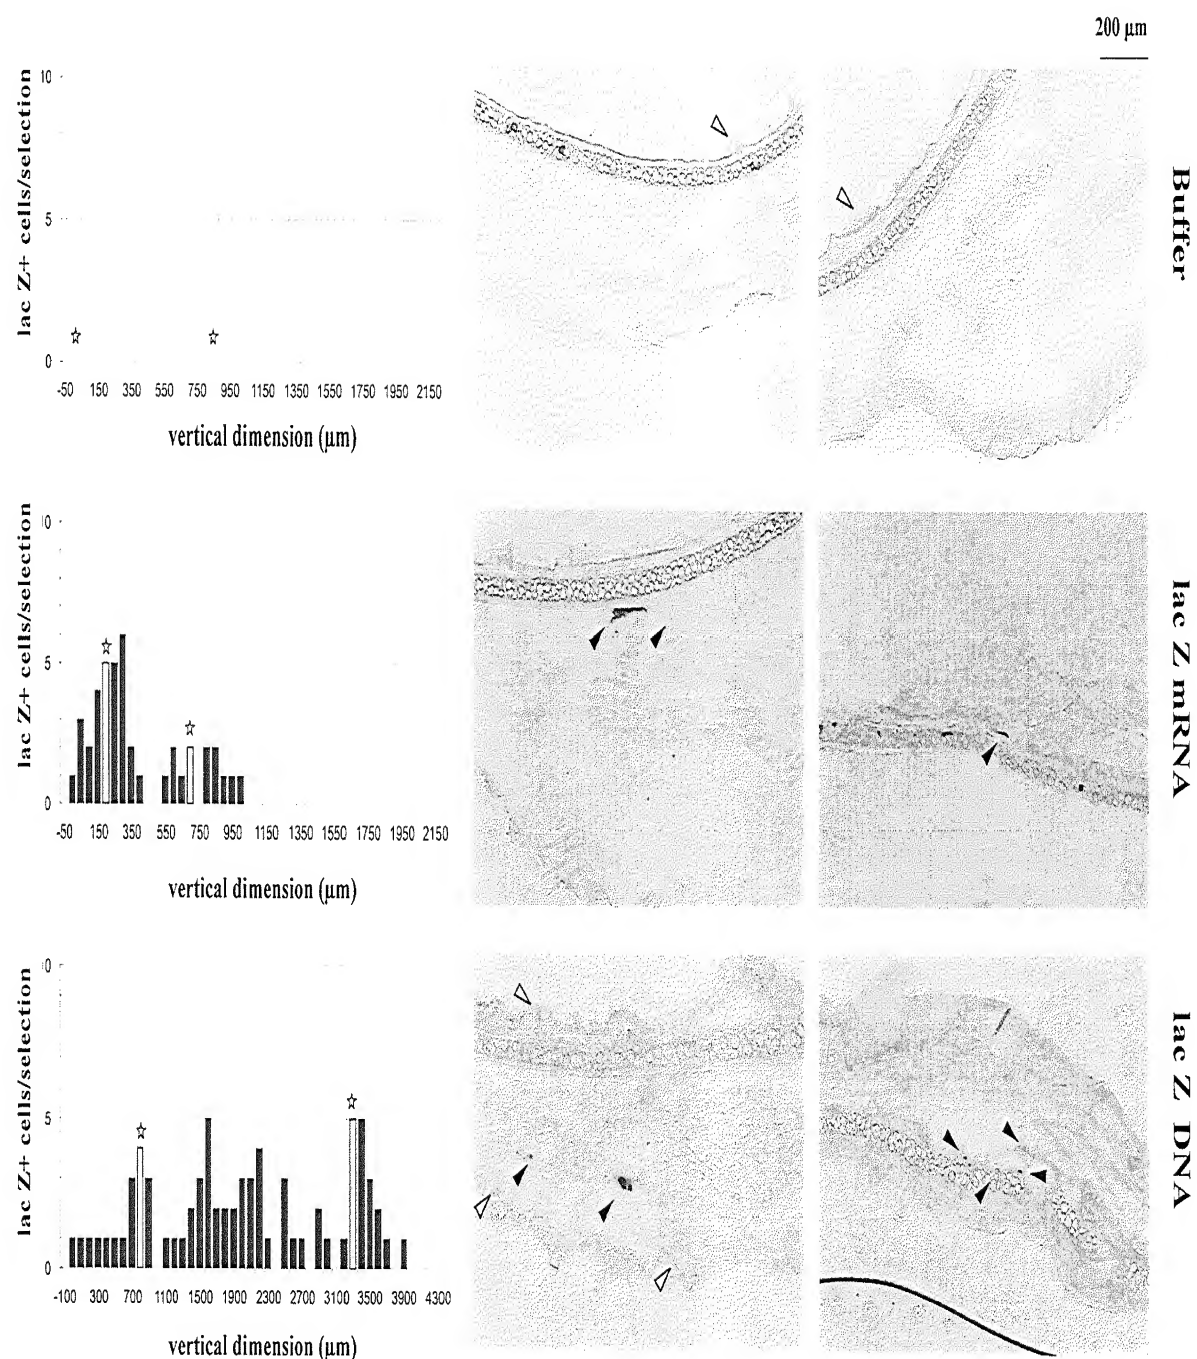 200 µm
lac Z+ cells/selection
10
5
0
-50 150 350 550 750 950 1150 1350 1550 1750 1950 2150
vertical dimension (µm)
Buffer
lac Z+ cells/selection
10
5
0
-50 150 350 550 750 950 1150 1350 1550 1750 1950 2150
vertical dimension (µm)
lac Z mRNA
lac Z+ cells/selection
10
5
0
-100 300 700 1100 1500 1900 2300 2700 3100 3500 3900 4300
vertical dimension (µm)
lac Z DNA